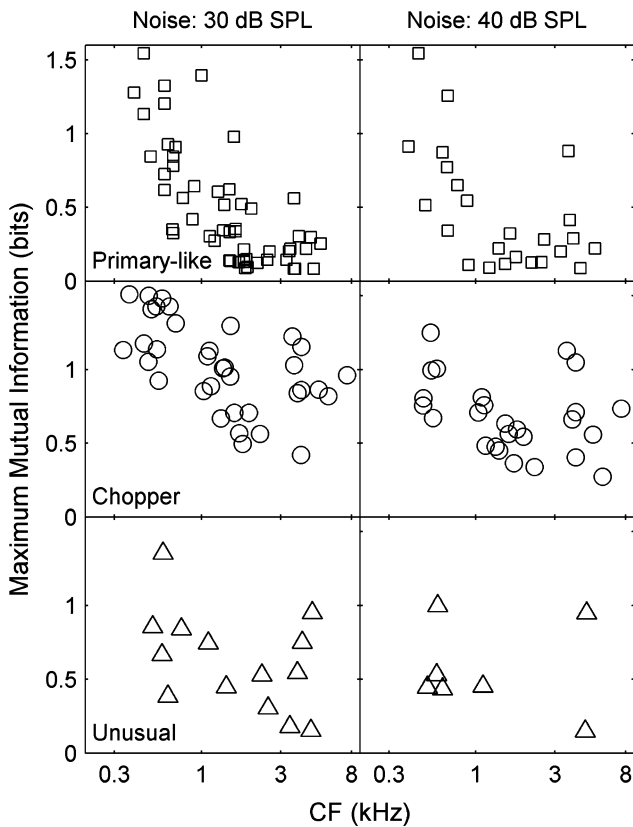 Noise: 30 dB SPL Noise: 40 dB SPL
Maximum Mutual Information (bits)
1.5
1
0.5
0
Primary-like
1
0.5
0
Chopper
1
0.5
0
Unusual
0.3 1 3 8 0.3 1 3 8
CF (kHz)